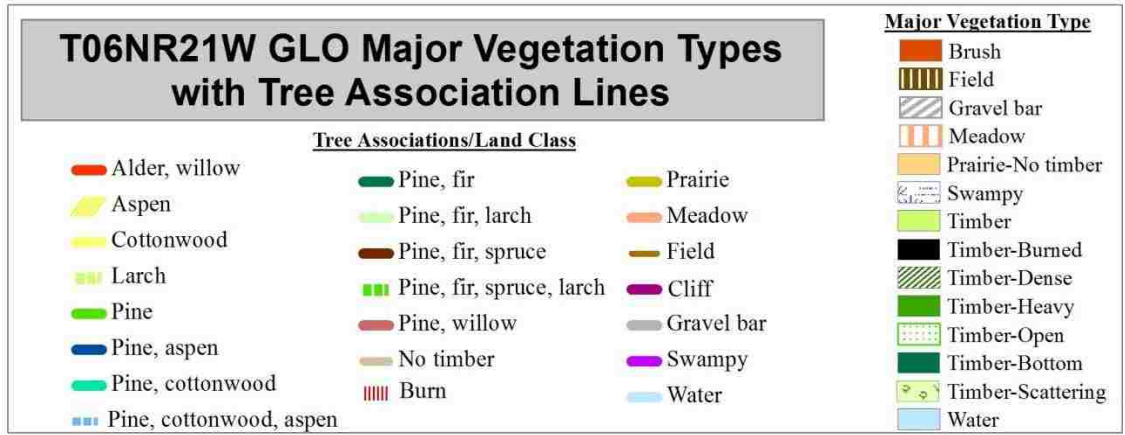 T06NR21W GLO Major Vegetation Types
with Tree Association Lines
Tree Associations/Land Class
Alder, willow
Aspen
Cottonwood
Larch
Pine
Pine, aspen
Pine, cottonwood
Pine, cottonwood, aspen
Pine, fir
Pine, fir, larch
Pine, fir, spruce
Pine, fir, spruce, larch
Pine, willow
No timber
Burn
Prairie
Meadow
Field
Cliff
Gravel bar
Swampy
Water
Major Vegetation Type
Brush
Field
Gravel bar
Meadow
Prairie-No timber
Swampy
Timber
Timber-Burned
Timber-Dense
Timber-Heavy
Timber-Open
Timber-Bottom
Timber-Scattering
Water